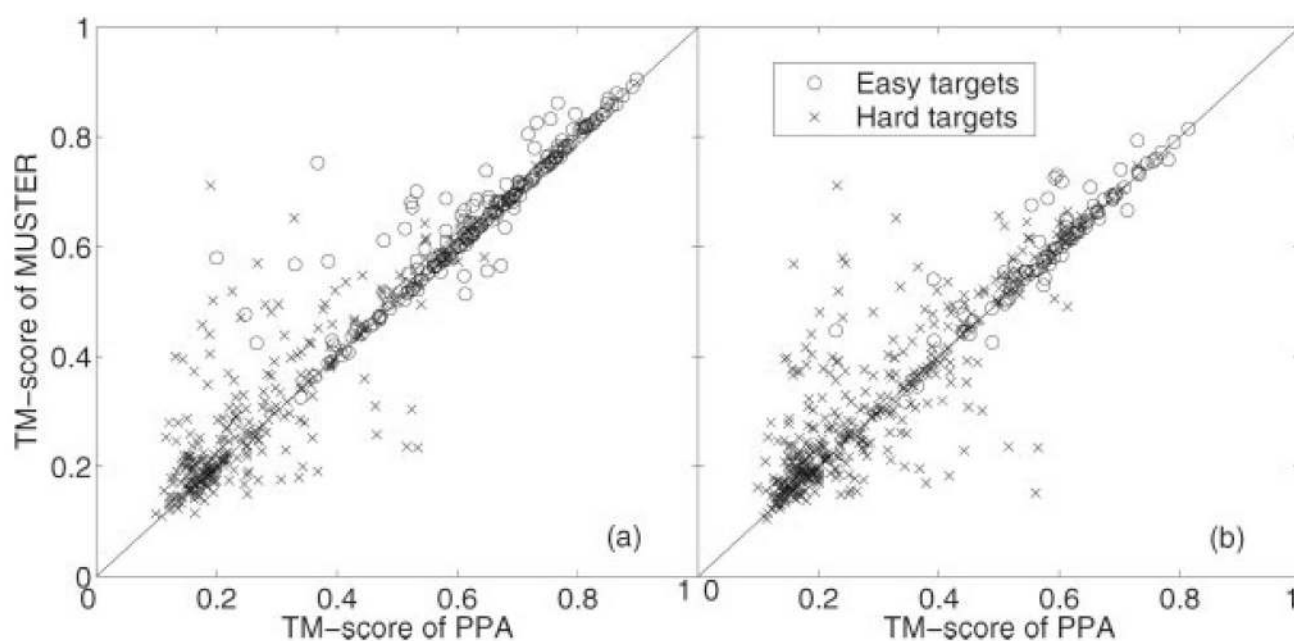 1
0.8
0.6
0.4
0.2
0
TM-score of MUSTER
Easy targets
Hard targets
(a)
(b)
0 0.2 0.4 0.6 0.8 1 0 0.2 0.4 0.6 0.8 1
TM-score of PPA TM-score of PPA